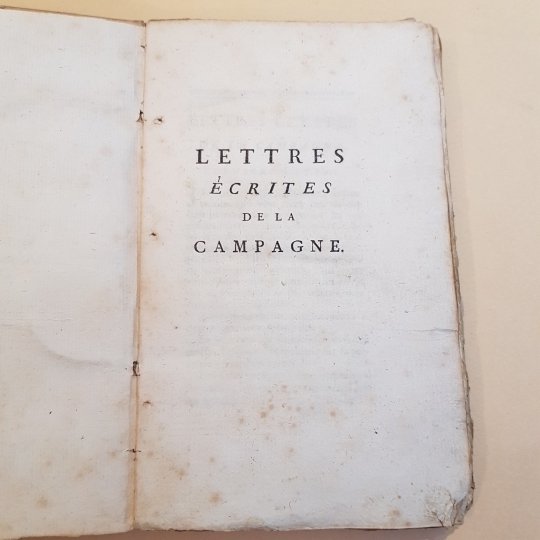 LETTRES
ÉCRITES
DE LA
CAMPAGNE.